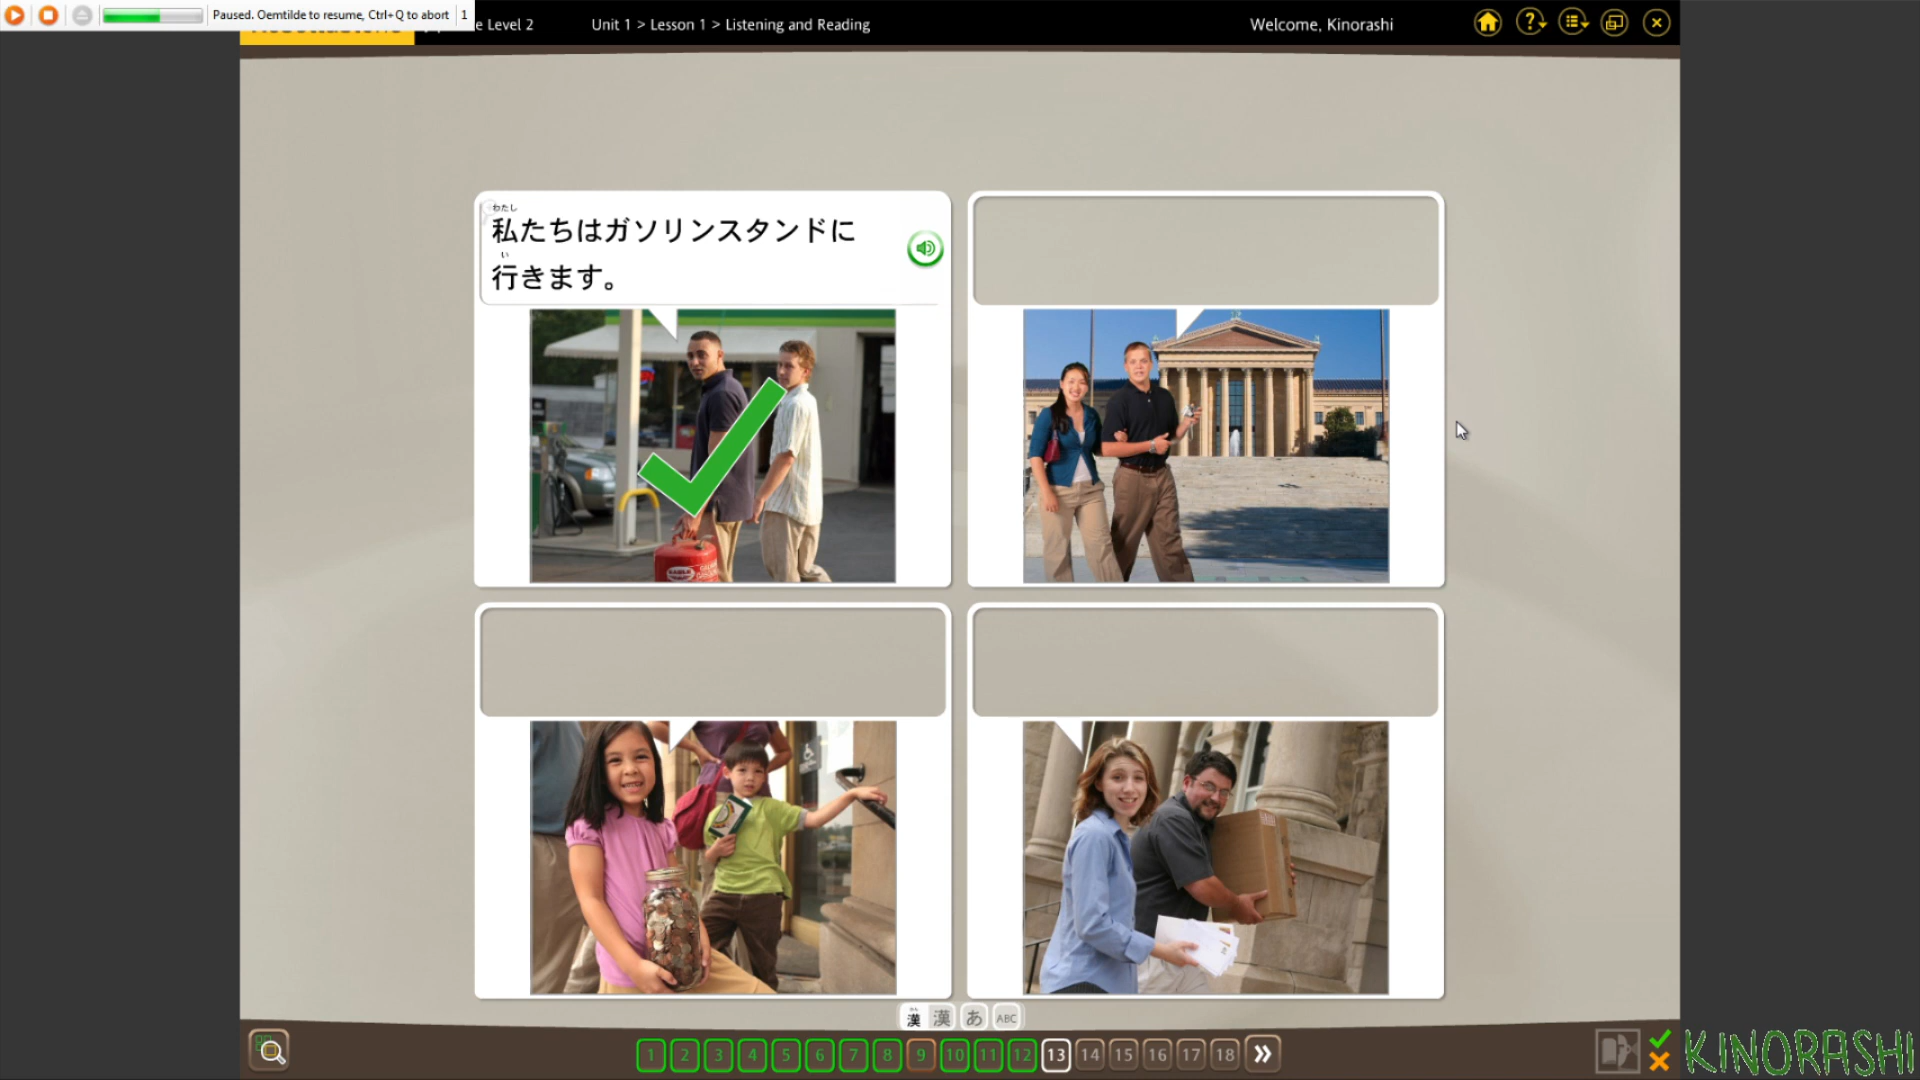 Paused. Oemtilde to resume, Ctrl+Q to abort 1
e Level 2
Unit 1 > Lesson 1 > Listening and Reading
Welcome, Kinorashi
わたし
私たちはガソリンスタンドに
い
行きます。
漢 漢 あ ABC
1 2 3 4 5 6 7 8 9 10 11 12 13 14 15 16 17 18
KINORASHI